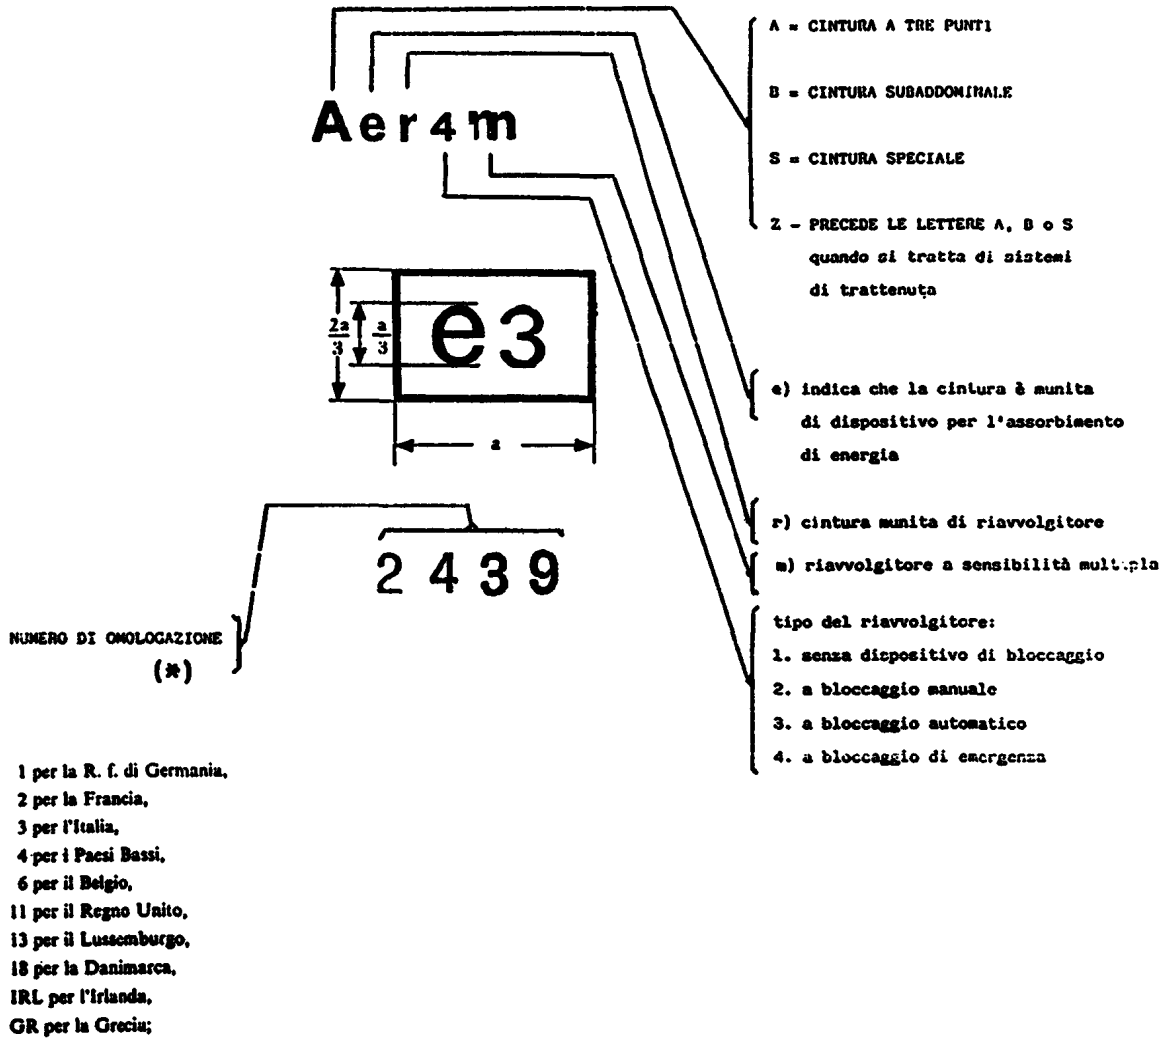 A = CINTURA A TRE PUNTI
B = CINTURA SUBADDOMINALE
S = CINTURA SPECIALE
Z - PRECEDE LE LETTERE A, B o S
quando si tratta di sistemi
di trattenuta
Aer4m
2a
3
a
3
e3
a
e) indica che la cintura è munita
di dispositivo per l'assorbimento
di energia
r) cintura munita di riavvolgitore
m) riavvolgitore a sensibilità multipla
2439
NUMERO DI OMOLOGAZIONE
(*)
tipo del riavvolgitore:
1. senza dispositivo di bloccaggio
2. a bloccaggio manuale
3. a bloccaggio automatico
4. a bloccaggio di emergenza
1 per la R. f. di Germania,
2 per la Francia,
3 per l'Italia,
4 per i Paesi Bassi,
6 per il Belgio,
11 per il Regno Unito,
13 per il Lussemburgo,
18 per la Danimarca,
IRL per l'Irlanda,
GR per la Grecia;